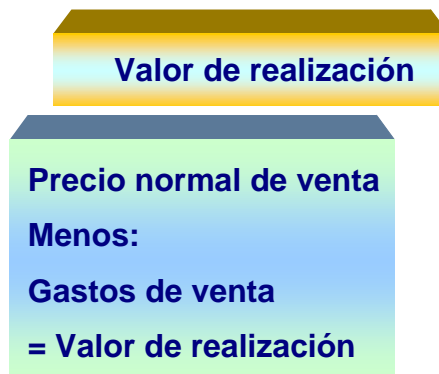 Valor de realización
Precio normal de venta
Menos:
Gastos de venta
= Valor de realización